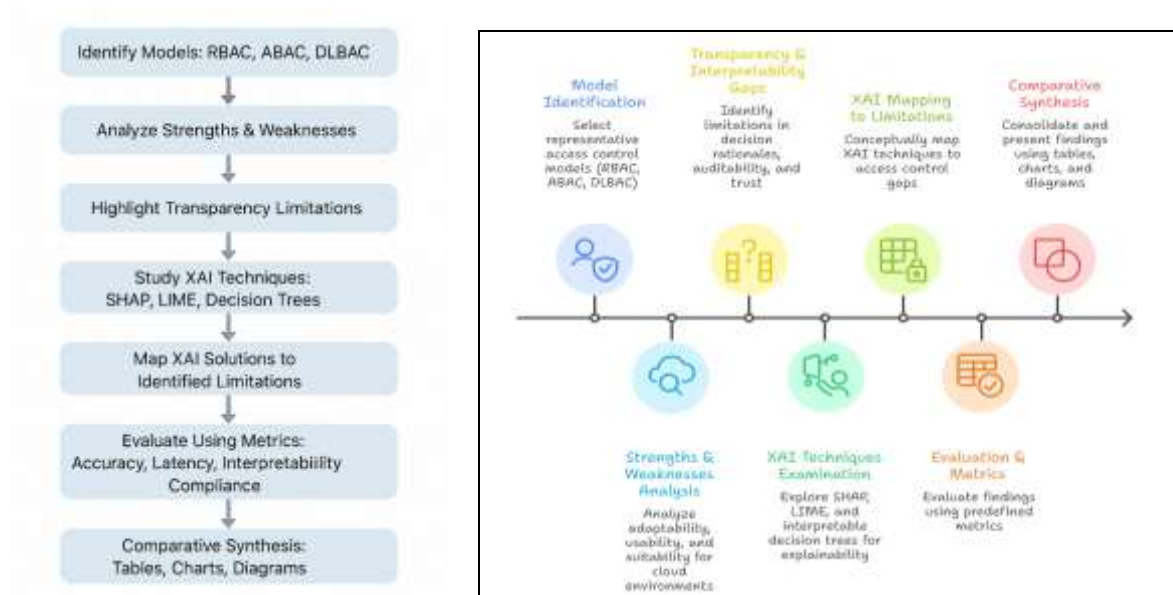 Identify Models: RBAC, ABAC, DLBAC
Analyze Strengths & Weaknesses
Highlight Transparency Limitations
Study XAI Techniques:
SHAP, LIME, Decision Trees
Map XAI Solutions to
Identified Limitations
Evaluate Using Metrics:
Accuracy, Latency, Interpretability
Compliance
Comparative Synthesis:
Tables, Charts, Diagrams
Model
Identification
Select
representative
access control
models (RBAC,
ABAC, DLBAC)
Strengths &
Weaknesses
Analysis
Analyze
adaptability,
usability, and
suitability for
cloud
environments
Transparency &
Interpretability
Gaps
Identify
limitations in
decision
rationales,
auditability, and
trust
XAI Techniques
Examination
Explore SHAP,
LIME, and
interpretable
decision trees for
explainability
XAI Mapping
to Limitations
Conceptually map
XAI techniques to
access control
gaps
Evaluation &
Metrics
Evaluate findings
using predefined
metrics
Comparative
Synthesis
Consolidate and
present findings
using tables,
charts, and
diagrams